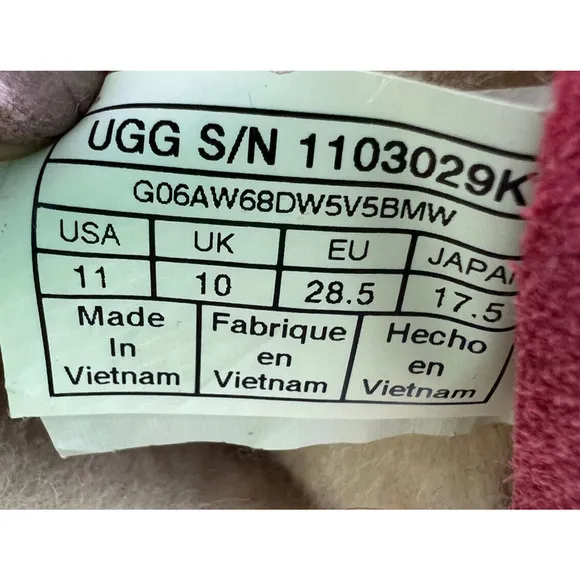 UGG S/N 1103029K
G06AW68DW5V5BMW
USA UK EU JAPAN
11 10 28.5 17.5
Made Fabrique Hecho
In en en
Vietnam Vietnam Vietnam